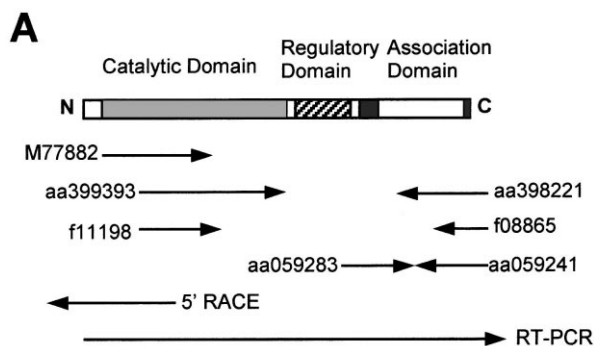 A
Catalytic Domain
Regulatory Domain
Association Domain
N
C
M77882
aa399393
aa398221
f11198
f08865
aa059283
aa059241
5' RACE
RT-PCR